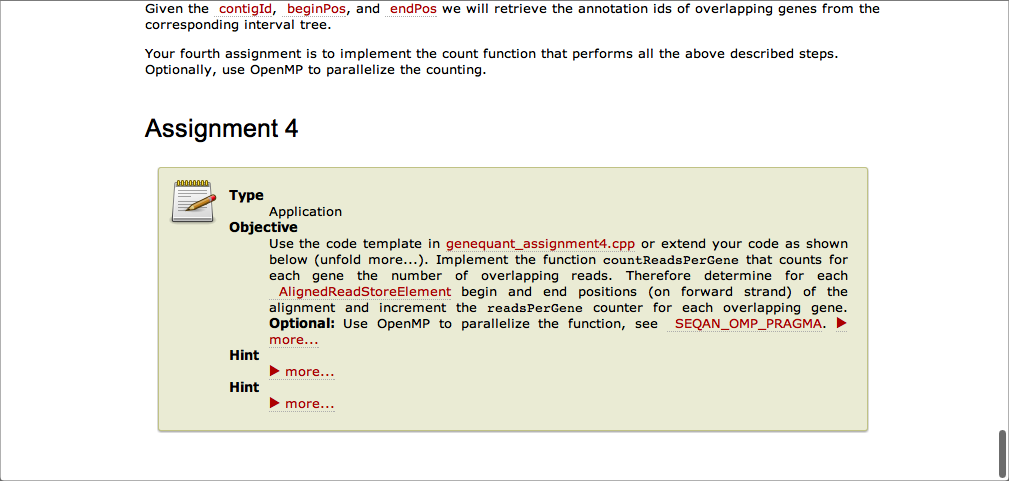 Given the contigId, beginPos, and endPos we will retrieve the annotation ids of overlapping genes from the
corresponding interval tree.
Your fourth assignment is to implement the count function that performs all the above described steps.
Optionally, use OpenMP to parallelize the counting.
Assignment 4
Type
Application
Objective
Use the code template in genequant_assignment4.cpp or extend your code as shown
below (unfold more...). Implement the function countReadsPerGene that counts for
each gene the number of overlapping reads. Therefore determine for each
AlignedReadStoreElement begin and end positions (on forward strand) of the
alignment and increment the readsPerGene counter for each overlapping gene.
Optional: Use OpenMP to parallelize the function, see SEQAN_OMP_PRAGMA. ▶
more...
Hint
▶ more...
Hint
▶ more...